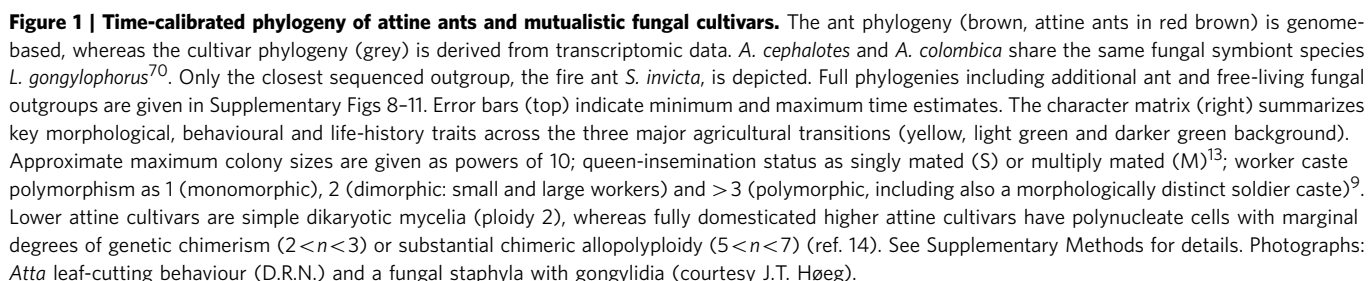 Figure 1 | Time-calibrated phylogeny of attine ants and mutualistic fungal cultivars. The ant phylogeny (brown, attine ants in red brown) is genome-
based, whereas the cultivar phylogeny (grey) is derived from transcriptomic data. A. cephalotes and A. colombica share the same fungal symbiont species
L. gongylophorus70. Only the closest sequenced outgroup, the fire ant S. invicta, is depicted. Full phylogenies including additional ant and free-living fungal
outgroups are given in Supplementary Figs 8–11. Error bars (top) indicate minimum and maximum time estimates. The character matrix (right) summarizes
key morphological, behavioural and life-history traits across the three major agricultural transitions (yellow, light green and darker green background).
Approximate maximum colony sizes are given as powers of 10; queen-insemination status as singly mated (S) or multiply mated (M)13; worker caste
polymorphism as 1 (monomorphic), 2 (dimorphic: small and large workers) and >3 (polymorphic, including also a morphologically distinct soldier caste)9.
Lower attine cultivars are simple dikaryotic mycelia (ploidy 2), whereas fully domesticated higher attine cultivars have polynucleate cells with marginal
degrees of genetic chimerism (2<n<3) or substantial chimeric allopolyploidy (5<n<7) (ref. 14). See Supplementary Methods for details. Photographs:
Atta leaf-cutting behaviour (D.R.N.) and a fungal staphyla with gongylidia (courtesy J.T. Høeg).